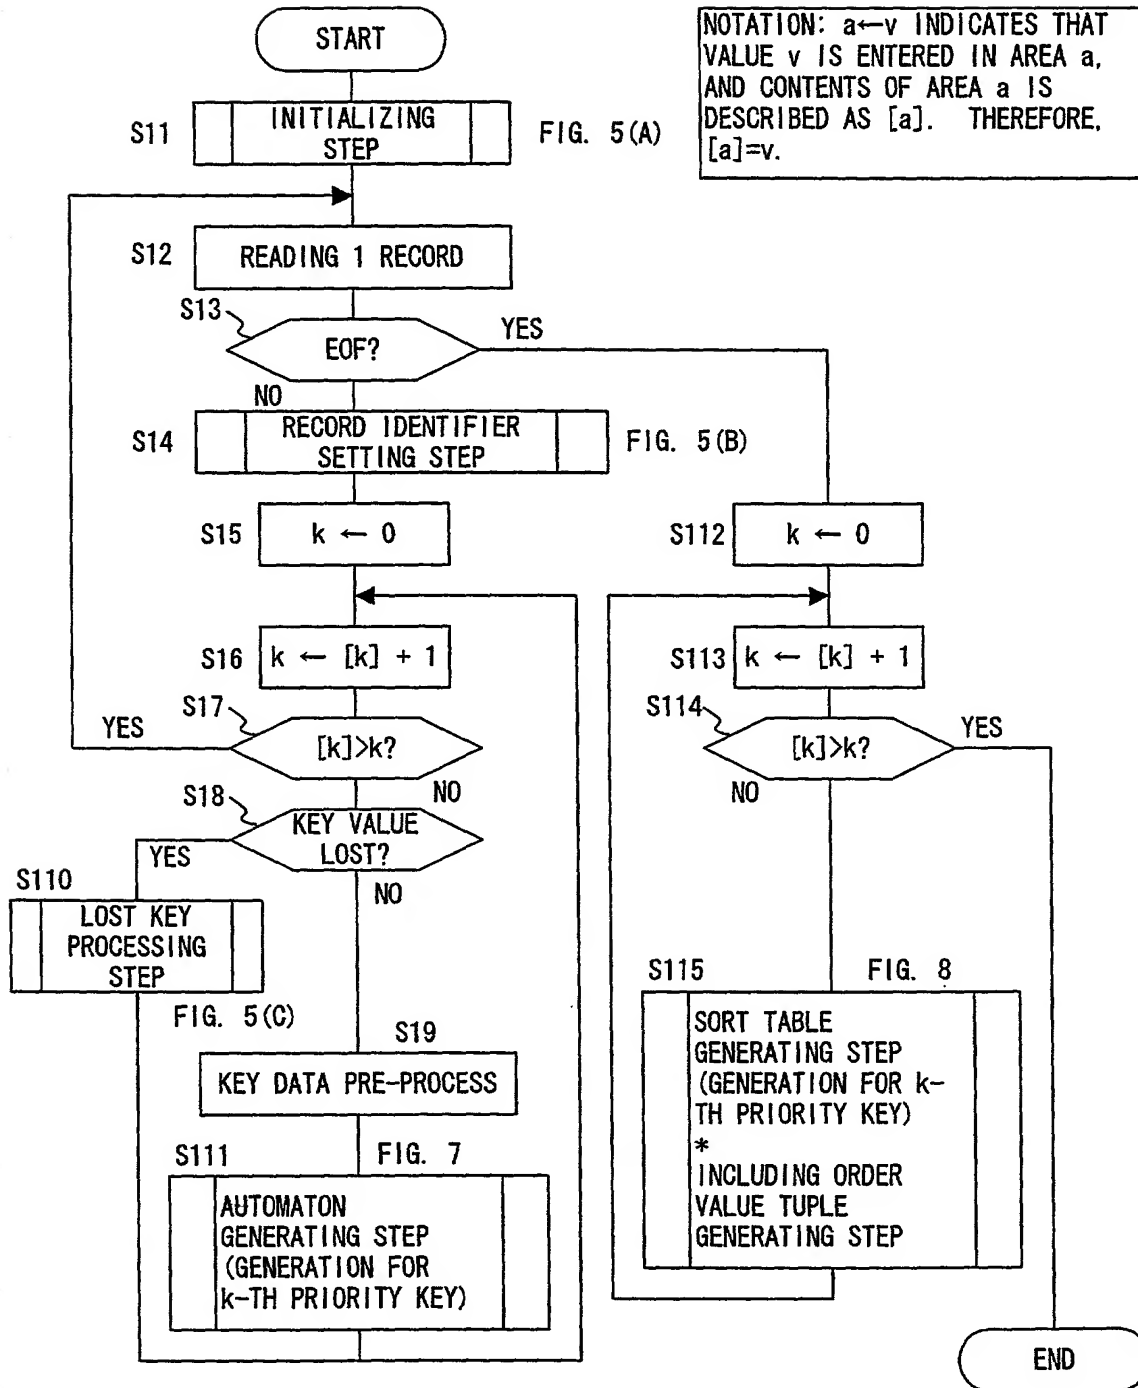 START
NOTATION: a←v INDICATES THAT
VALUE v IS ENTERED IN AREA a,
AND CONTENTS OF AREA a IS
DESCRIBED AS [a]. THEREFORE,
[a]=v.
S11
INITIALIZING
STEP
FIG. 5(A)
S12
READING 1 RECORD
S13
EOF?
YES
NO
S14
RECORD IDENTIFIER
SETTING STEP
FIG. 5(B)
S15
k ← 0
S16
k ← [k] + 1
S17
YES
[k]>k?
NO
S18
KEY VALUE
LOST?
YES
NO
S110
LOST KEY
PROCESSING
STEP
FIG. 5(C)
S19
KEY DATA PRE-PROCESS
S111
FIG. 7
AUTOMATON
GENERATING STEP
(GENERATION FOR
k-TH PRIORITY KEY)
S112
k ← 0
S113
k ← [k] + 1
S114
[k]>k?
YES
NO
S115
FIG. 8
SORT TABLE
GENERATING STEP
(GENERATION FOR k-
TH PRIORITY KEY)
*
INCLUDING ORDER
VALUE TUPLE
GENERATING STEP
END